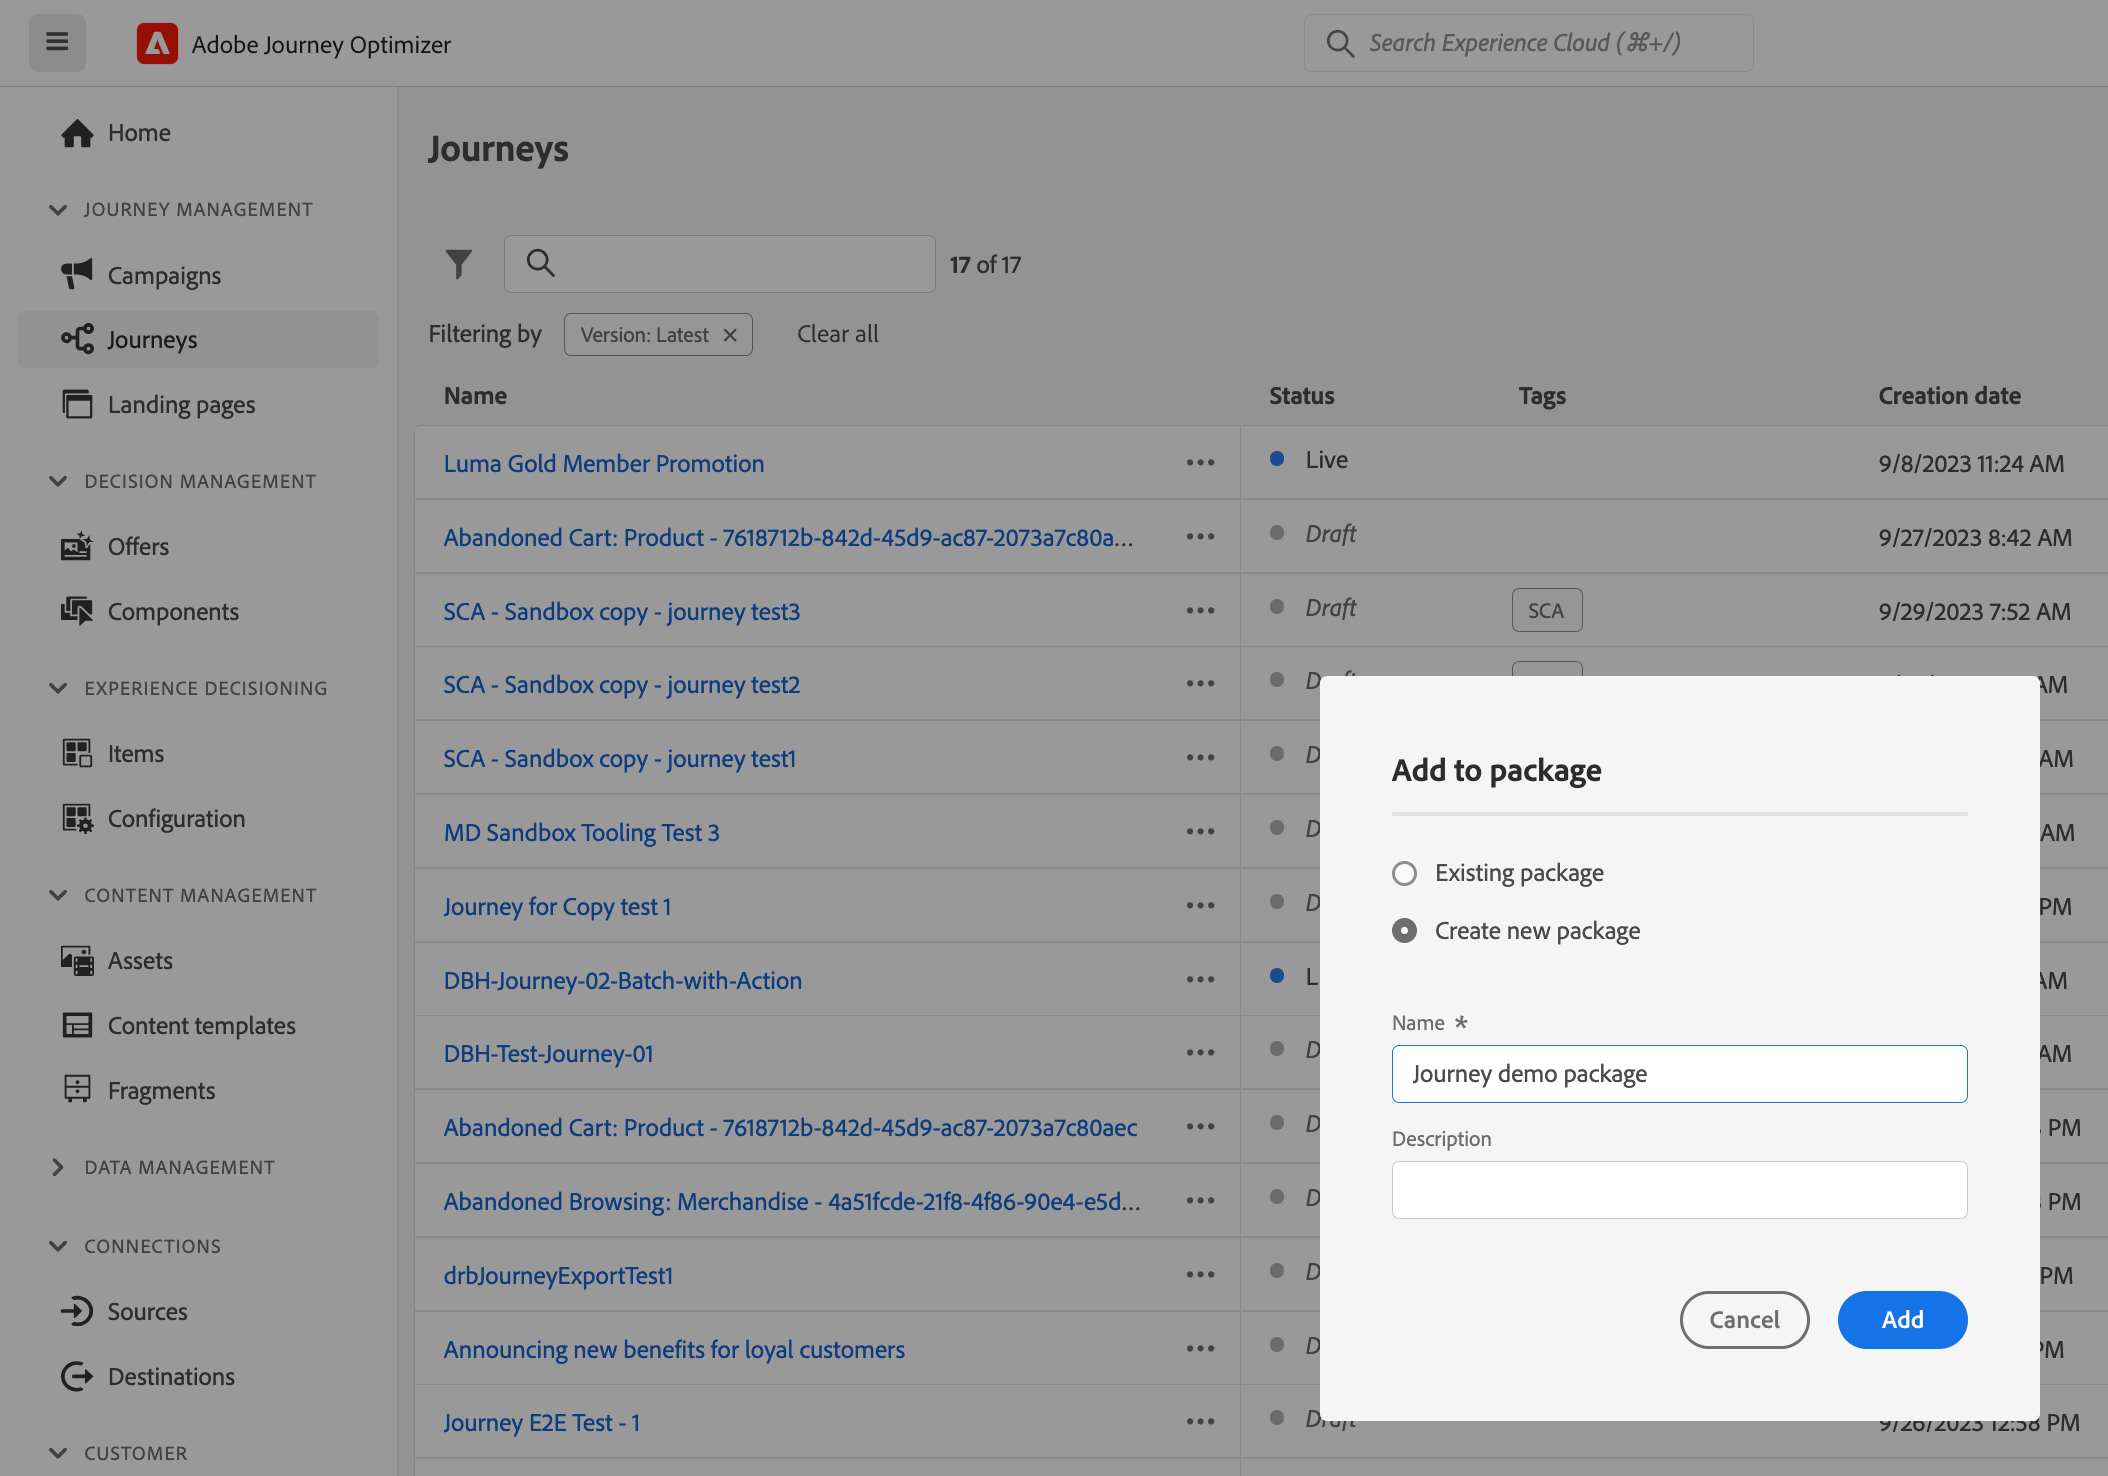 Adobe Journey Optimizer
Search Experience Cloud (⌘+/)
Home
JOURNEY MANAGEMENT
Campaigns
Journeys
Landing pages
DECISION MANAGEMENT
Offers
Components
EXPERIENCE DECISIONING
Items
Configuration
CONTENT MANAGEMENT
Assets
Content templates
Fragments
DATA MANAGEMENT
CONNECTIONS
Sources
Destinations
CUSTOMER
Journeys
17 of 17
Filtering by Version: Latest Clear all
Name Status Tags Creation date
Luma Gold Member Promotion Live 9/8/2023 11:24 AM
Abandoned Cart: Product - 7618712b-842d-45d9-ac87-2073a7c80a... Draft 9/27/2023 8:42 AM
SCA - Sandbox copy - journey test3 Draft SCA 9/29/2023 7:52 AM
SCA - Sandbox copy - journey test2 AM
SCA - Sandbox copy - journey test1 D AM
MD Sandbox Tooling Test 3 D AM
Journey for Copy test 1 D PM
DBH-Journey-02-Batch-with-Action L AM
DBH-Test-Journey-01 D AM
Abandoned Cart: Product - 7618712b-842d-45d9-ac87-2073a7c80aec D PM
Abandoned Browsing: Merchandise - 4a51fcde-21f8-4f86-90e4-e5d... D PM
drbJourneyExportTest1 D PM
Announcing new benefits for loyal customers D PM
Journey E2E Test - 1 Draft 9/26/2023 12:58 PM
Add to package
Existing package
Create new package
Name *
Journey demo package
Description
Cancel Add